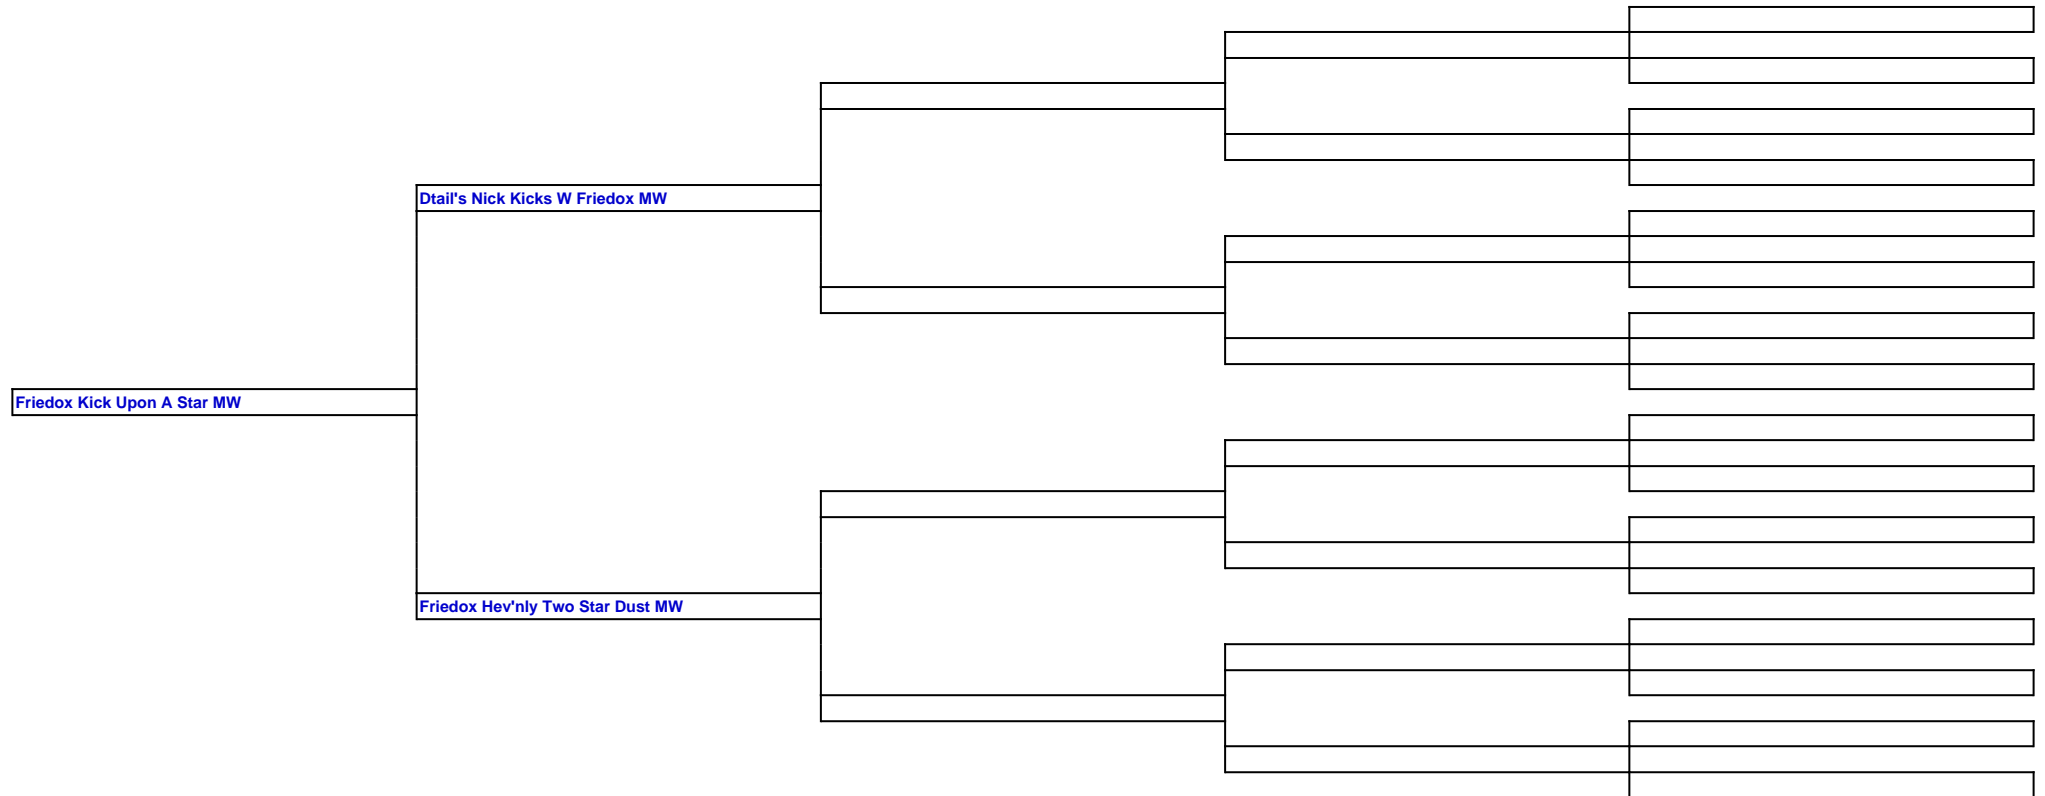 Dtail's Nick Kicks W Friedox MW
Friedox Kick Upon A Star MW
Friedox Hev'nly Two Star Dust MW